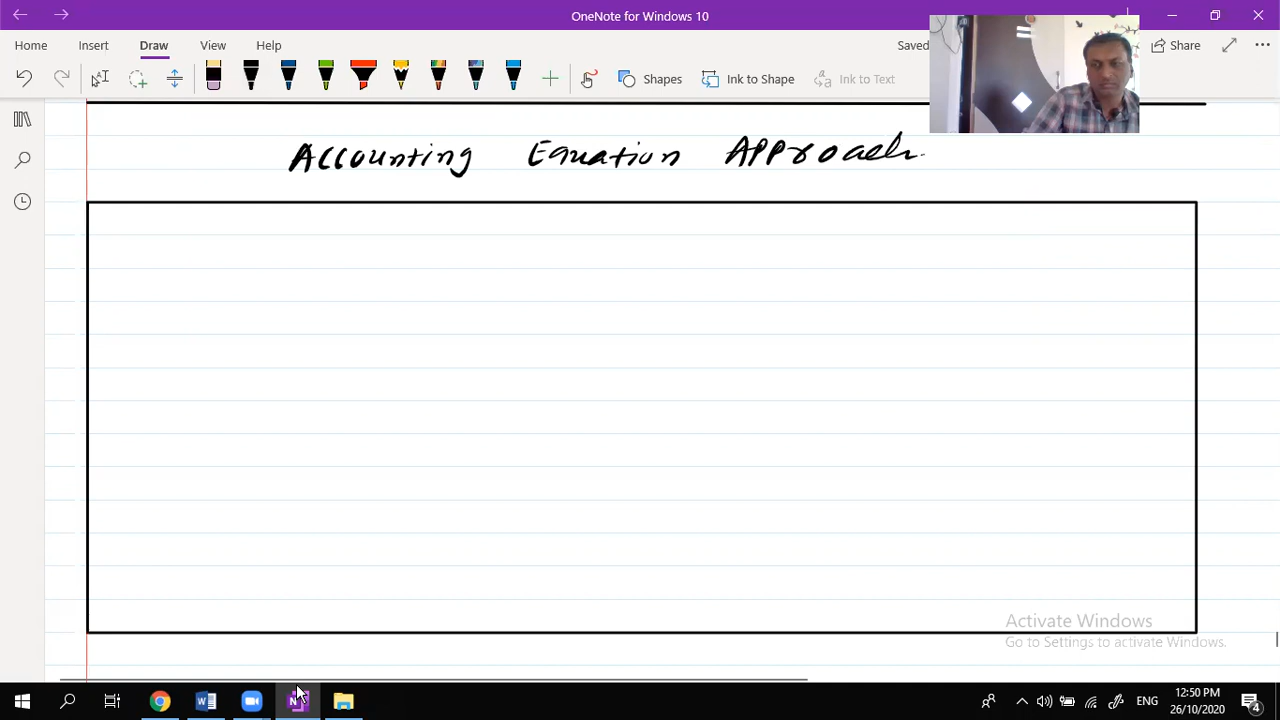 OneNote for Windows 10
Home Insert Draw View Help Saved Share
Shapes Ink to Shape Ink to Text
Accounting Equation Approach.
Activate Windows
Go to Settings to activate Windows.
ENG
12:50 PM
26/10/2020
4